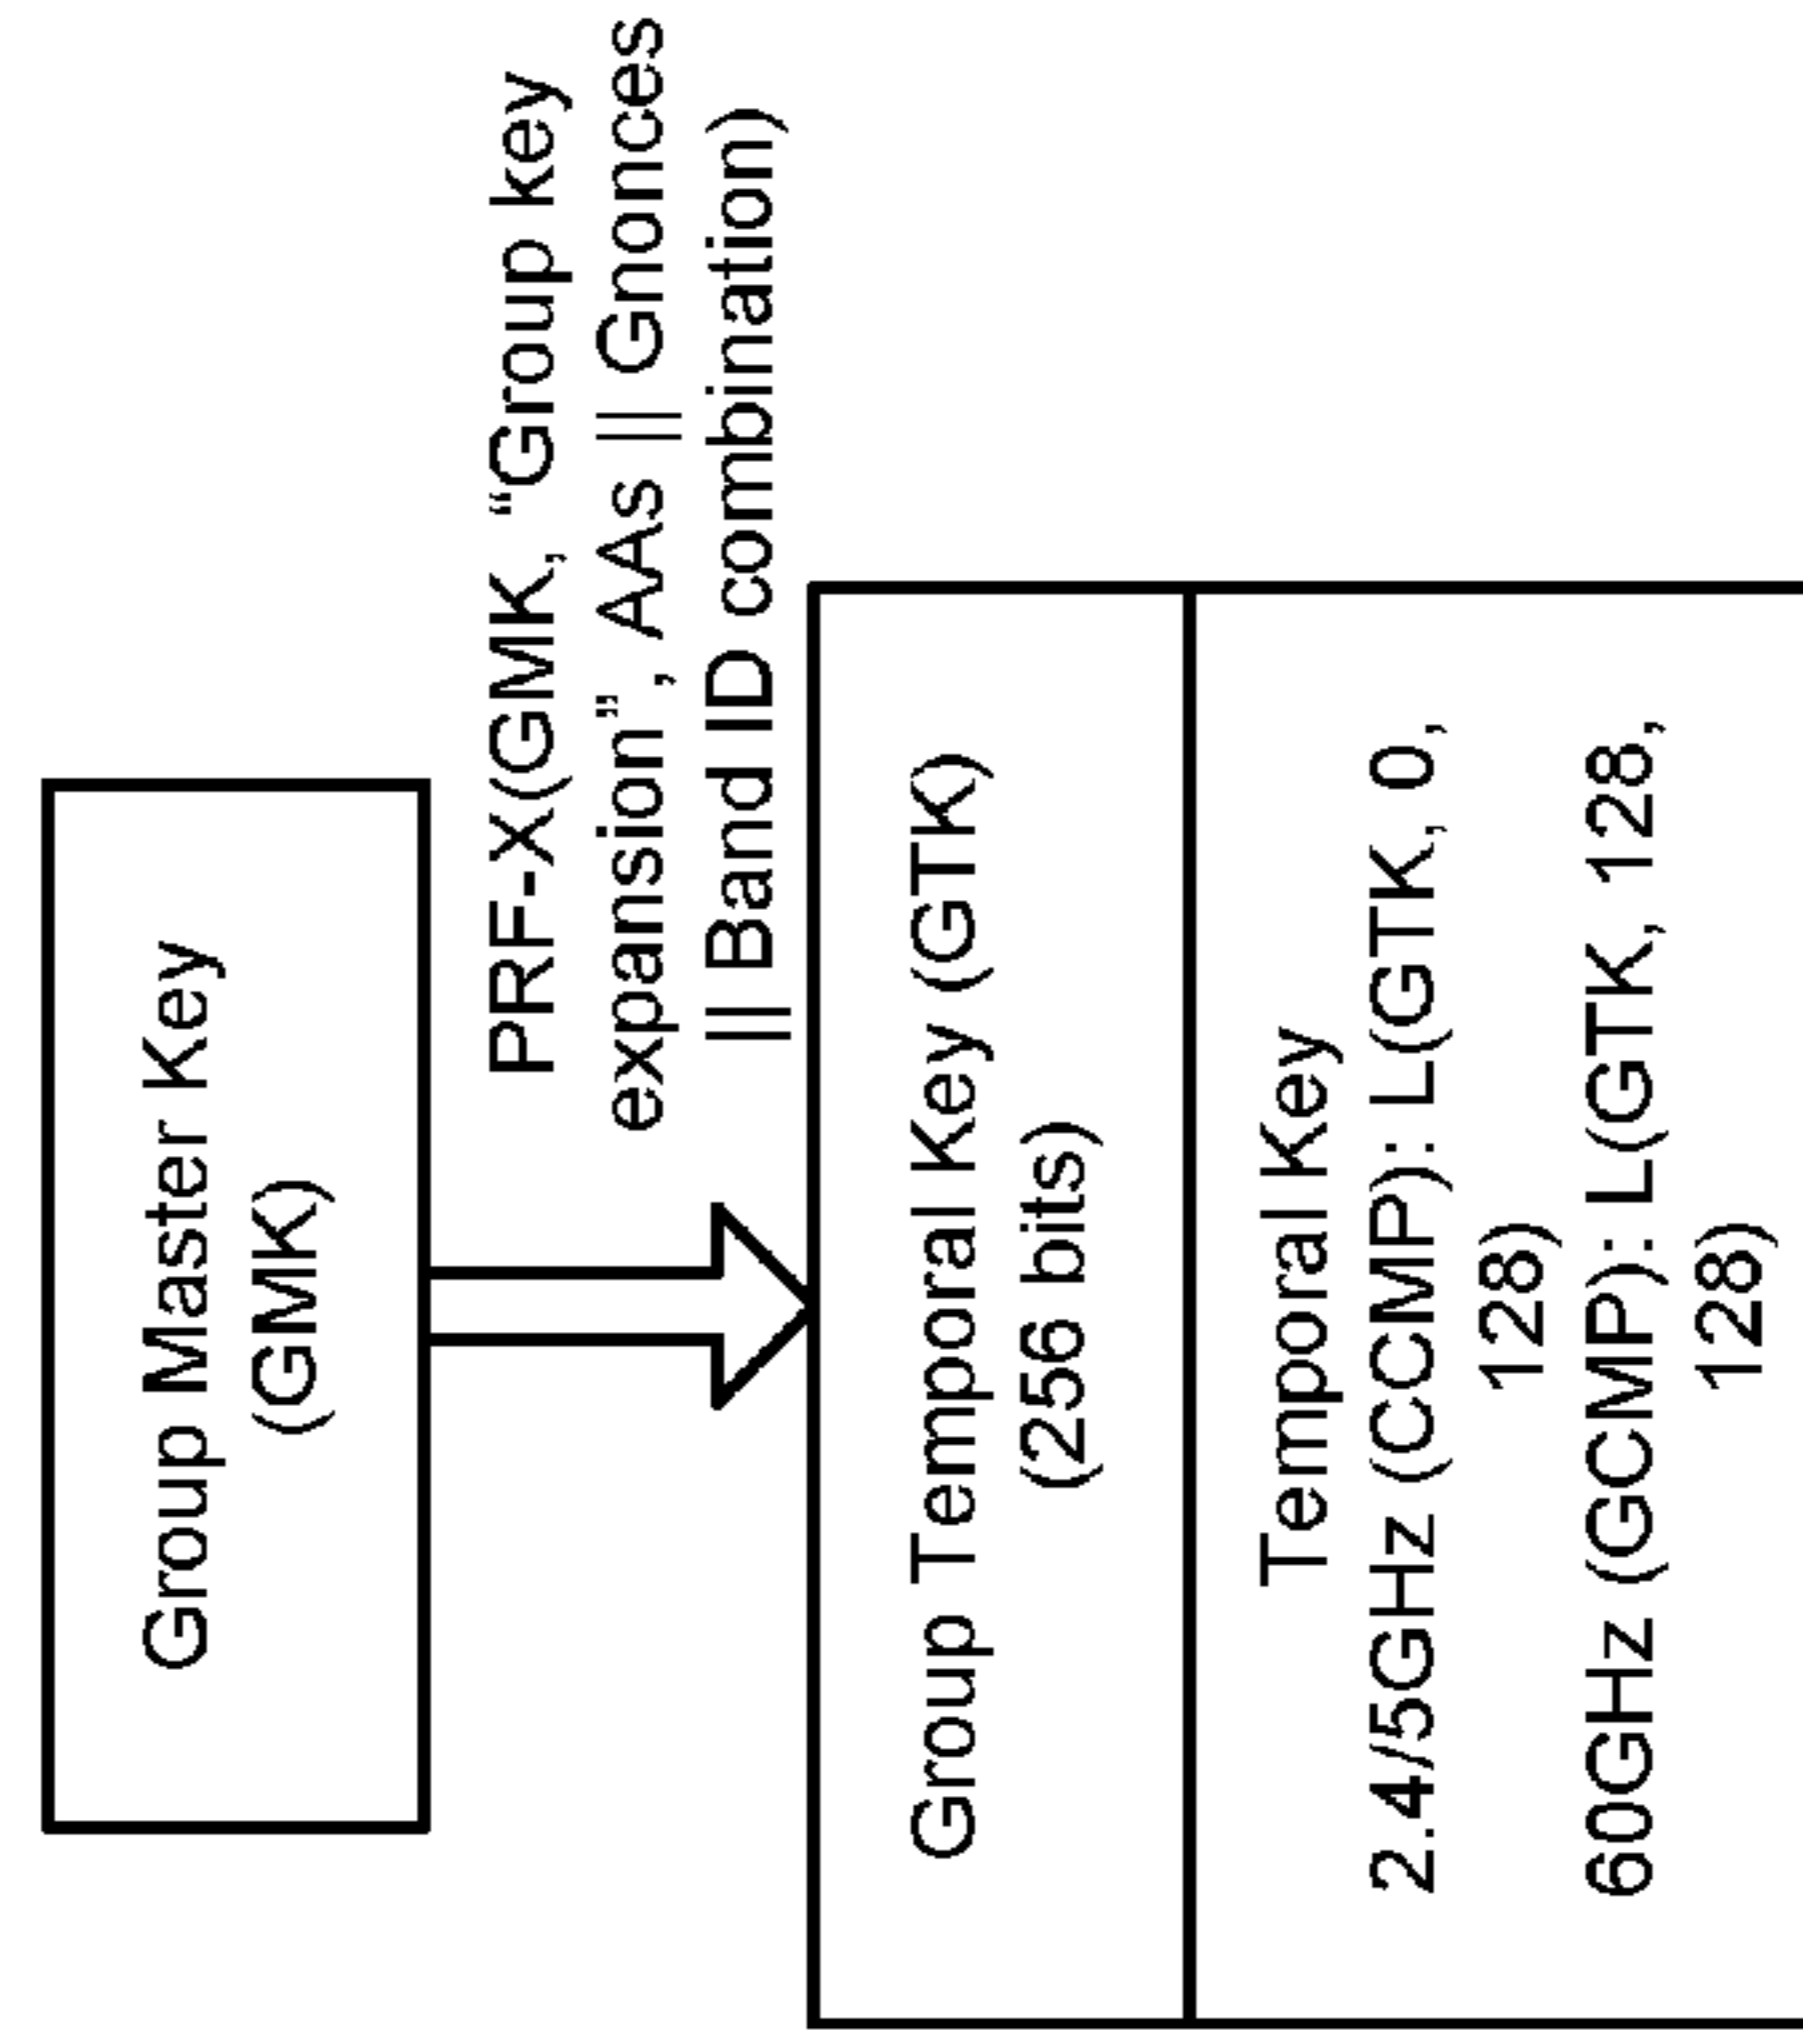 Group Master Key
(GMK)
PRF-X(GMK, “Group key
expansion”, AAs || Gnonces
|| Band ID combination)
Group Temporal Key (GTK)
(256 bits)
Temporal Key
2.4/5GHz (CCMP): L(GTK, 0,
128)
60GHz (GCMP): L(GTK, 128,
128)